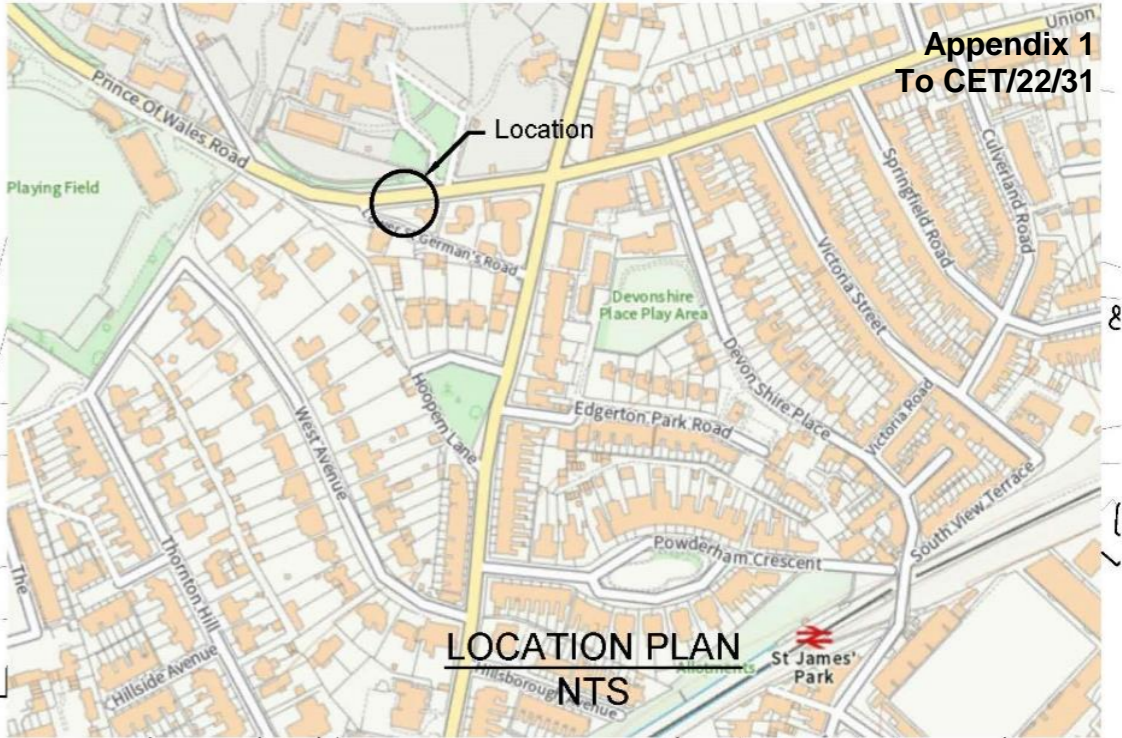 Union
Appendix 1
To CET/22/31
Prince Of Wales Road
Location
Playing Field
German's Road
Culverland Road
Springfield Road
Victoria Street
Devonshire
Place Play Area
Devon Shire Place
Hoopern Lane
West Avenue
Edgerton Park Road
Victoria Road
South View Terrace
Powderham Crescent
Thornton Hill
The
LOCATION PLAN
NTS
Allotments
St James'
Park
Hillside Avenue
Hillsborough Avenue
&